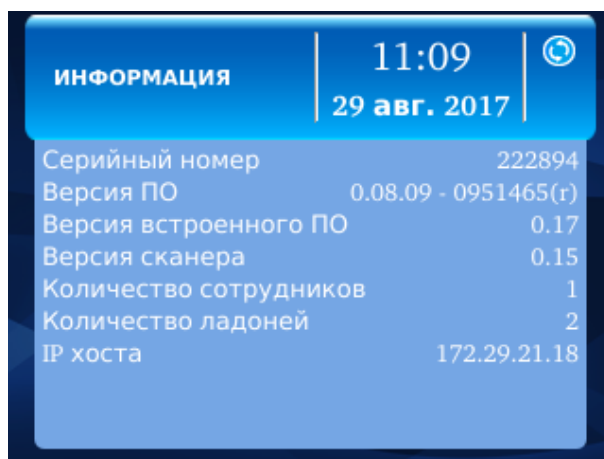 ИНФОРМАЦИЯ
11:09
29 авг. 2017
Серийный номер 222894
Версия ПО 0.08.09 - 0951465(r)
Версия встроенного ПО 0.17
Версия сканера 0.15
Количество сотрудников 1
Количество ладоней 2
IP хоста 172.29.21.18